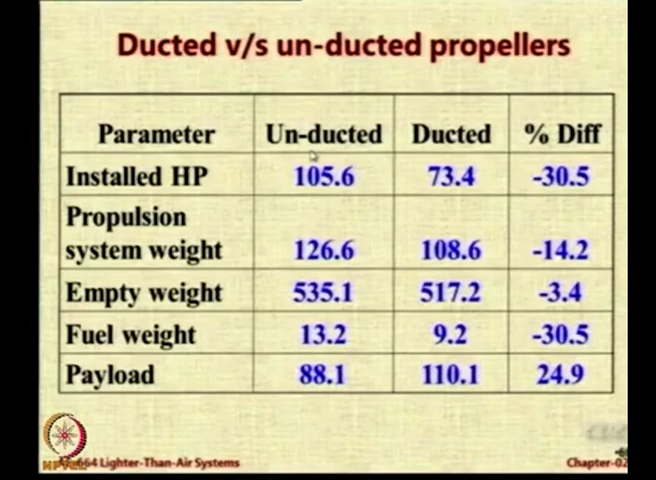 Ducted v/s un-ducted propellers
Parameter Un-ducted Ducted % Diff
Installed HP 105.6 73.4 -30.5
Propulsion
system weight 126.6 108.6 -14.2
Empty weight 535.1 517.2 -3.4
Fuel weight 13.2 9.2 -30.5
Payload 88.1 110.1 24.9
NPTEL
664 Lighter-Than-Air Systems
Chapter-02